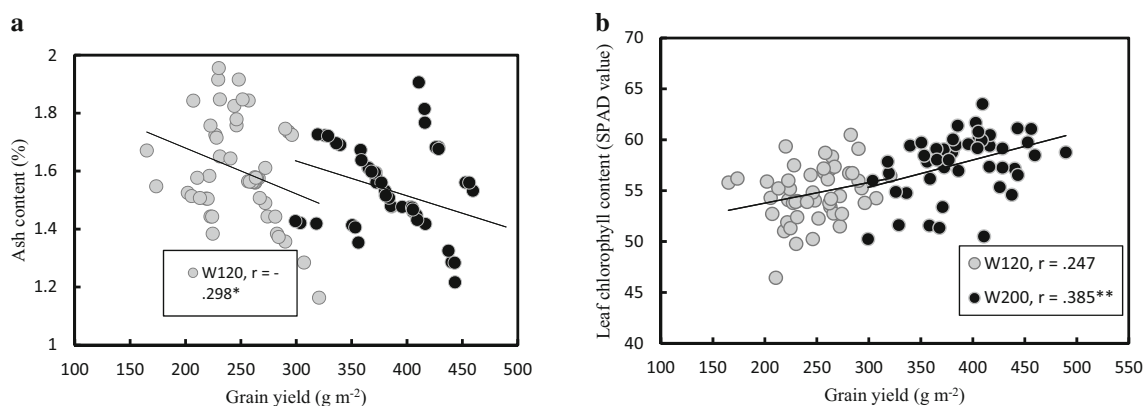 a
Ash content (%)
2
1.8
1.6
1.4
1.2
1
W120, r = -
.298*
100 150 200 250 300 350 400 450 500
Grain yield (g m-2)
b
Leaf chlorophyll content (SPAD value)
70
65
60
55
50
45
40
W120, r = .247
W200, r = .385**
100 150 200 250 300 350 400 450 500 550
Grain yield (g m-2)